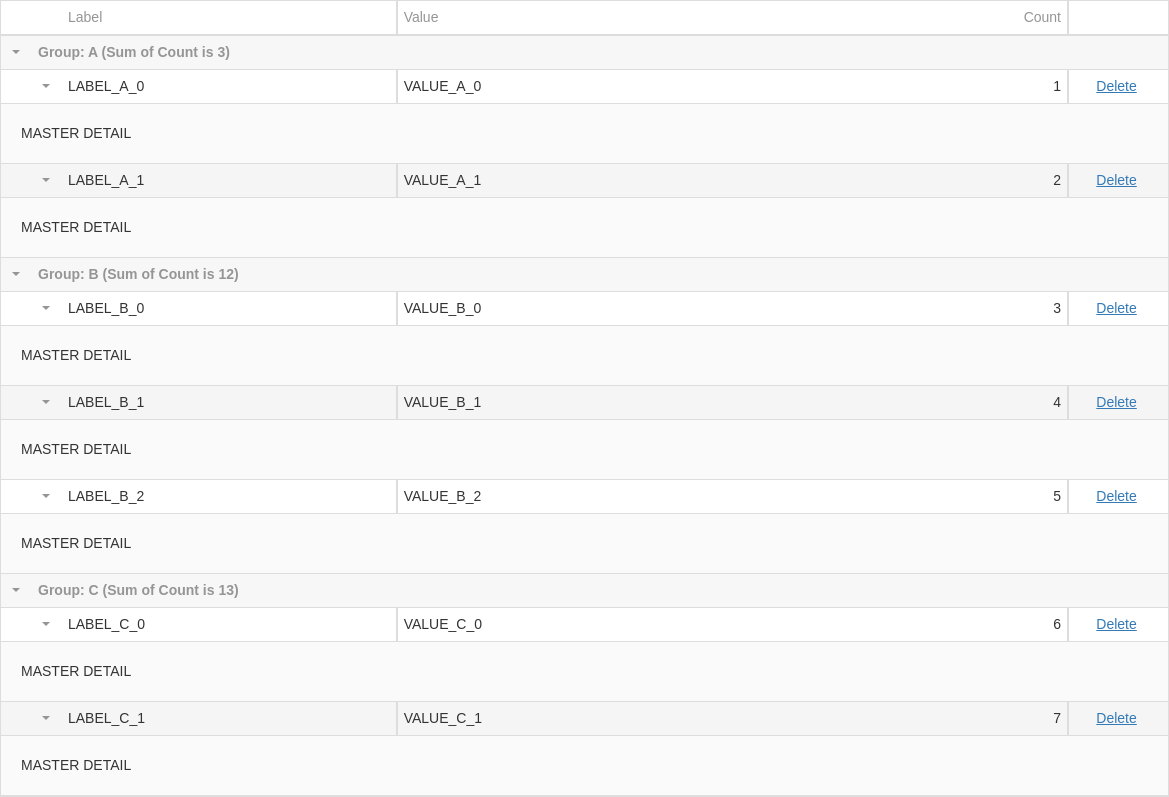 Label Value Count
Group: A (Sum of Count is 3)
LABEL_A_0 VALUE_A_0 1 Delete
MASTER DETAIL
LABEL_A_1 VALUE_A_1 2 Delete
MASTER DETAIL
Group: B (Sum of Count is 12)
LABEL_B_0 VALUE_B_0 3 Delete
MASTER DETAIL
LABEL_B_1 VALUE_B_1 4 Delete
MASTER DETAIL
LABEL_B_2 VALUE_B_2 5 Delete
MASTER DETAIL
Group: C (Sum of Count is 13)
LABEL_C_0 VALUE_C_0 6 Delete
MASTER DETAIL
LABEL_C_1 VALUE_C_1 7 Delete
MASTER DETAIL